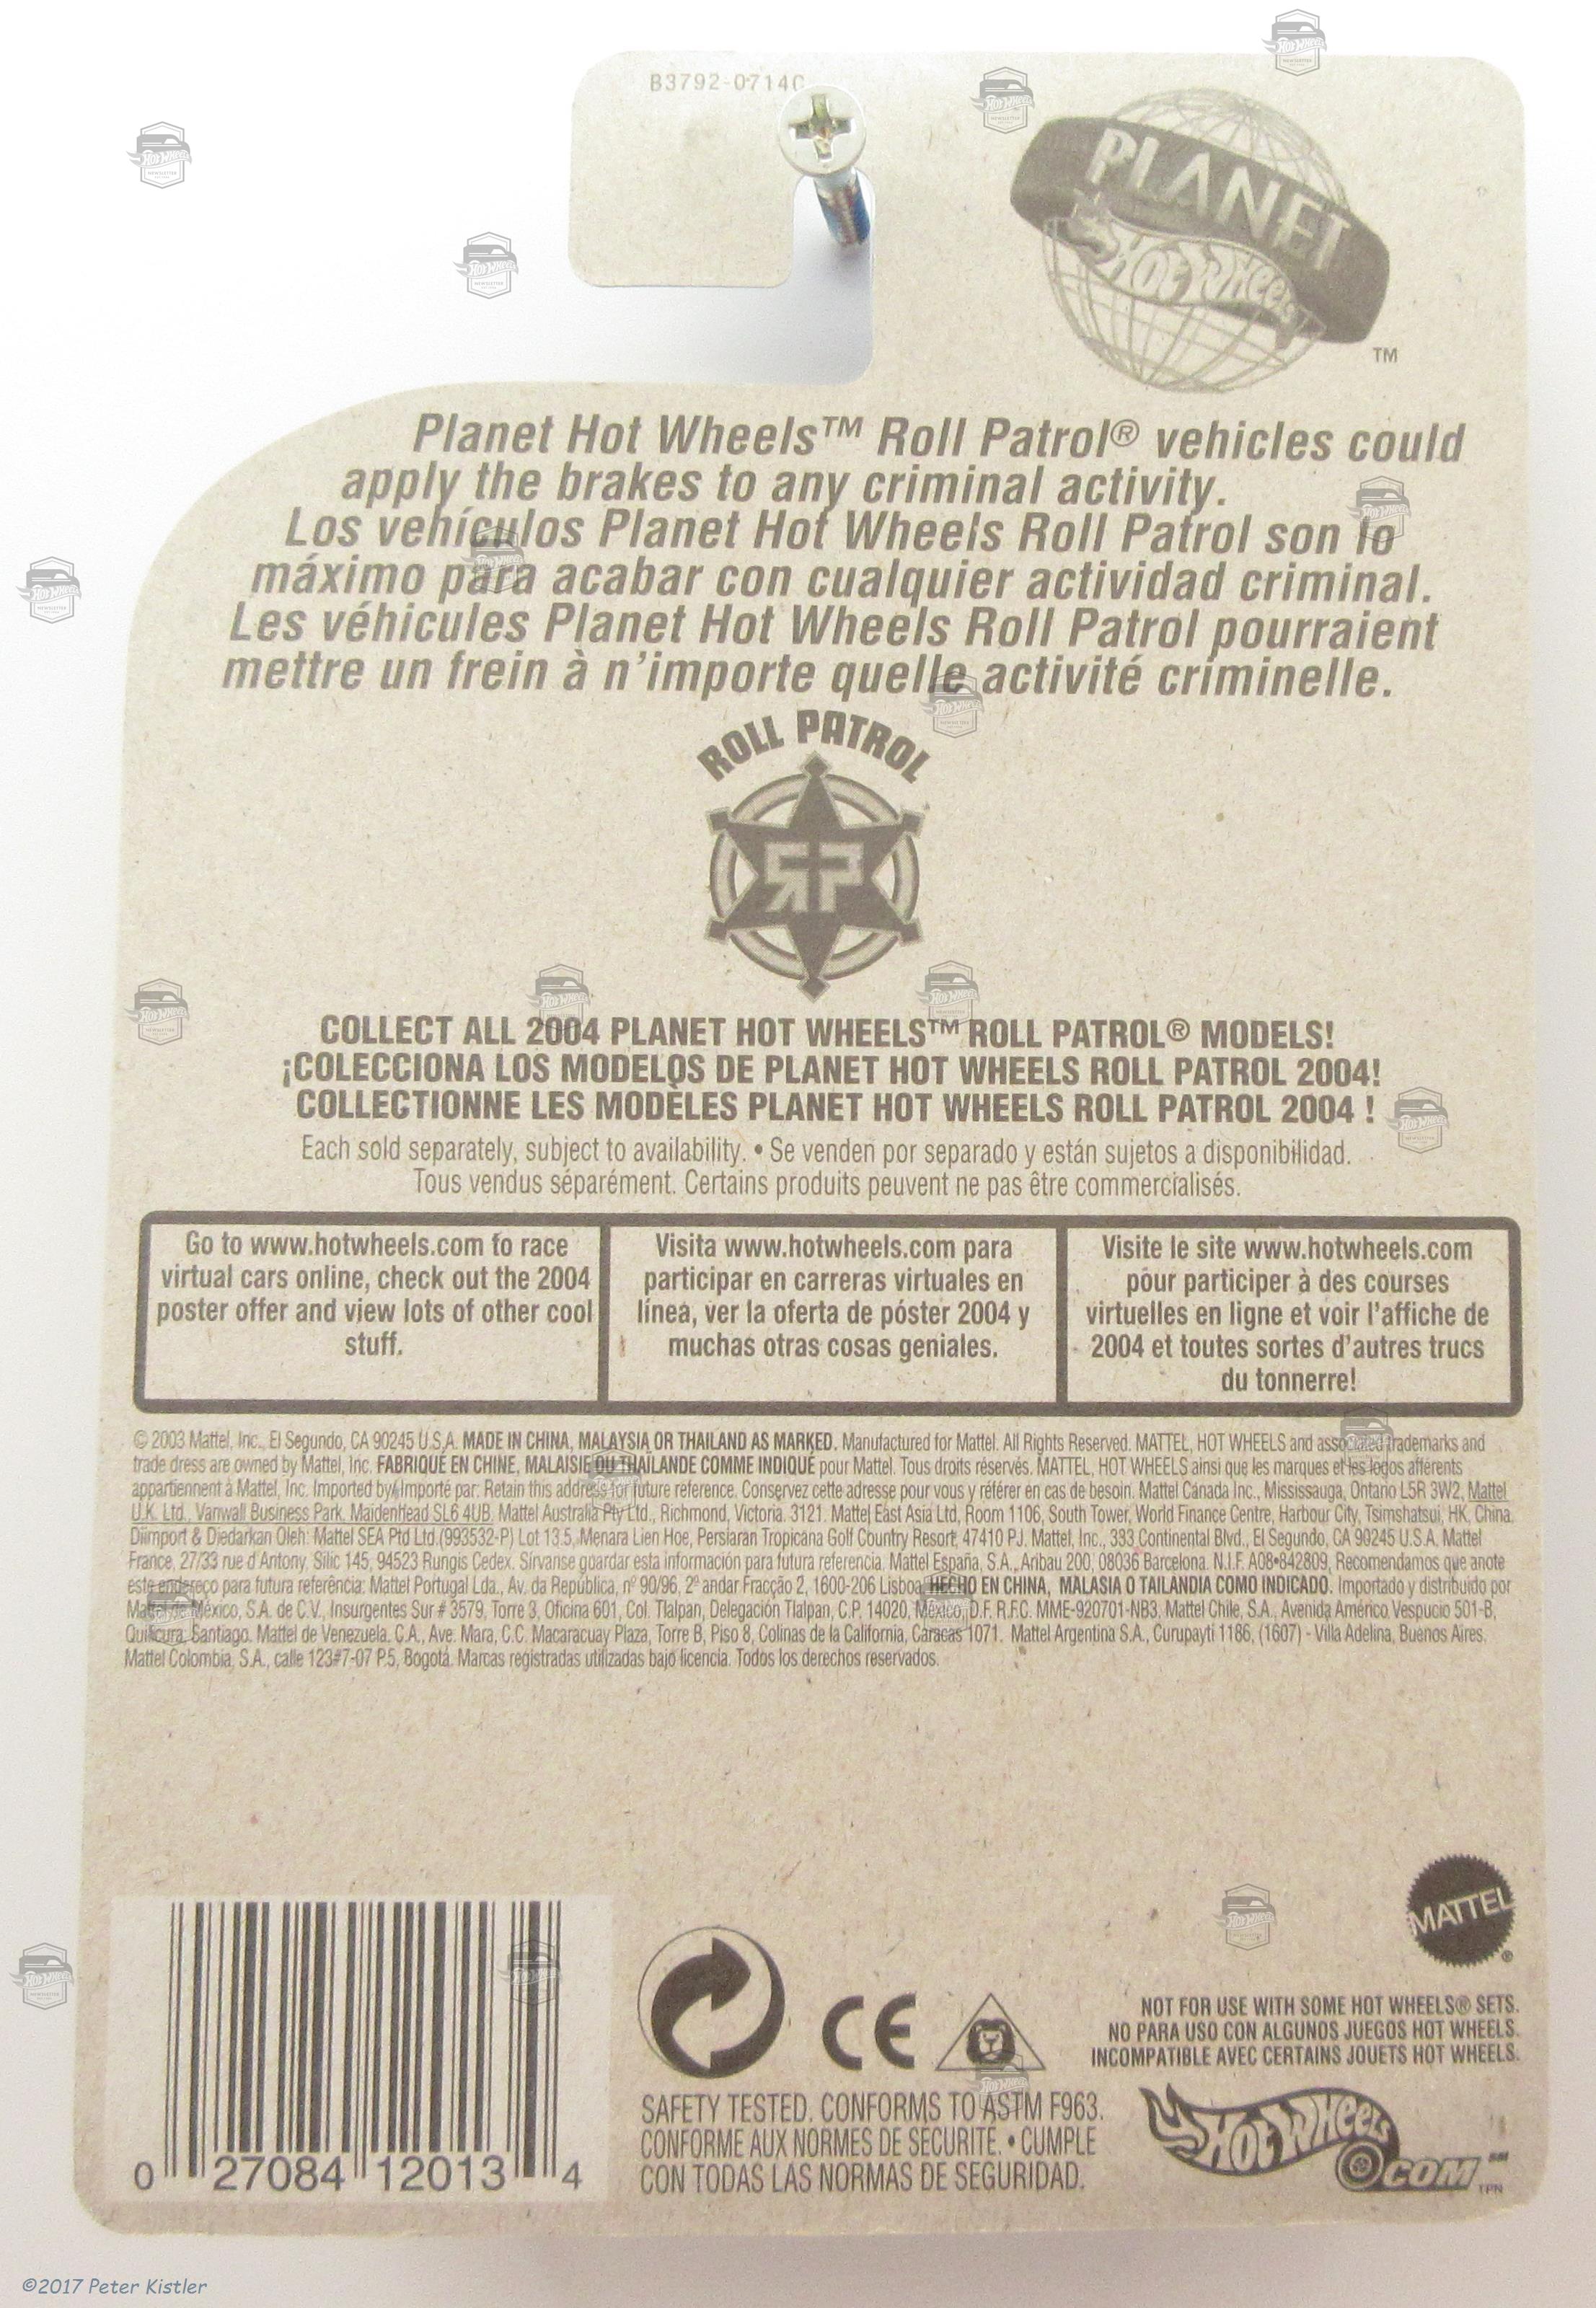 B3792-0714C
PLANET
Hot Wheels
TM
Planet Hot Wheels™ Roll Patrol® vehicles could
apply the brakes to any criminal activity.
Los vehículos Planet Hot Wheels Roll Patrol son lo
máximo para acabar con cualquier actividad criminal.
Les véhicules Planet Hot Wheels Roll Patrol pourraient
mettre un frein à n'importe quelle activité criminelle.
ROLL PATROL
RP
COLLECT ALL 2004 PLANET HOT WHEELS™ ROLL PATROL® MODELS!
¡COLECCIONA LOS MODELOS DE PLANET HOT WHEELS ROLL PATROL 2004!
COLLECTIONNE LES MODÈLES PLANET HOT WHEELS ROLL PATROL 2004 !
Each sold separately, subject to availability. • Se venden por separado y están sujetos a disponibilidad.
Tous vendus séparément. Certains produits peuvent ne pas être commercialisés.
Go to www.hotwheels.com to race
virtual cars online, check out the 2004
poster offer and view lots of other cool
stuff.
Visita www.hotwheels.com para
participar en carreras virtuales en
línea, ver la oferta de póster 2004 y
muchas otras cosas geniales.
Visite le site www.hotwheels.com
pour participer à des courses
virtuelles en ligne et voir l'affiche de
2004 et toutes sortes d'autres trucs
du tonnerre!
© 2003 Mattel, Inc. El Segundo, CA 90245 U.S.A. MADE IN CHINA, MALAYSIA OR THAILAND AS MARKED. Manufactured for Mattel. All Rights Reserved. MATTEL, HOT WHEELS and associated trademarks and
trade dress are owned by Mattel, Inc. FABRIQUÉ EN CHINE, MALAISIE OU THAÏLANDE COMME INDIQUÉ pour Mattel. Tous droits réservés. MATTEL, HOT WHEELS ainsi que les marques et les logos afférents
appartiennent à Mattel, Inc. Imported by/Importé par: Retain this address for future reference. Conservez cette adresse pour vous y référer en cas de besoin. Mattel Canada Inc., Mississauga, Ontario L5R 3W2. Mattel
U.K. Ltd., Vanwall Business Park, Maidenhead SL6 4UB. Mattel Australia Pty Ltd., Richmond, Victoria. 3121. Mattel East Asia Ltd, Room 1106, South Tower, World Finance Centre, Harbour City, Tsimshatsui, HK, China.
Diimport & Diedarkan Oleh: Mattel SEA Ptd Ltd.(993532-P) Lot 13.5, Menara Lien Hoe, Persiaran Tropicana Golf Country Resort, 47410 PJ. Mattel, Inc., 333 Continental Blvd., El Segundo, CA 90245 U.S.A. Mattel
France, 27/33 rue d'Antony, Silic 145, 94523 Rungis Cedex. Sírvanse guardar esta información para futura referencia. Mattel España, S.A., Aribau 200, 08036 Barcelona. N.I.F. A08•842809, Recomendamos que anote
este endereço para futura referência: Mattel Portugal Lda., Av. da República, nº 90/96, 2º andar Fracção 2, 1600-206 Lisboa. HECHO EN CHINA, MALASIA O TAILANDIA COMO INDICADO. Importado y distribuido por
Mattel de México, S.A. de C.V., Insurgentes Sur # 3579, Torre 3, Oficina 601, Col. Tlalpan, Delegación Tlalpan, C.P. 14020, México, D.F. R.F.C. MME-920701-NB3. Mattel Chile, S.A., Avenida Américo Vespucio 501-B,
Quilicura, Santiago. Mattel de Venezuela. C.A., Ave. Mara, C.C. Macaracuay Plaza, Torre B, Piso 8, Colinas de la California, Caracas 1071. Mattel Argentina S.A., Curupaytí 1186, (1607) - Villa Adelina, Buenos Aires.
Mattel Colombia, S.A., calle 123#7-07 P.5, Bogotá. Marcas registradas utilizadas bajo licencia. Todos los derechos reservados.
MATTEL
®
CE
NOT FOR USE WITH SOME HOT WHEELS® SETS.
NO PARA USO CON ALGUNOS JUEGOS HOT WHEELS.
INCOMPATIBLE AVEC CERTAINS JOUETS HOT WHEELS.
SAFETY TESTED. CONFORMS TO ASTM F963.
CONFORME AUX NORMES DE SÉCURITÉ. • CUMPLE
CON TODAS LAS NORMAS DE SEGURIDAD.
Hot Wheels
.COM℠
TPN
0 27084 12013 4
©2017 Peter Kistler